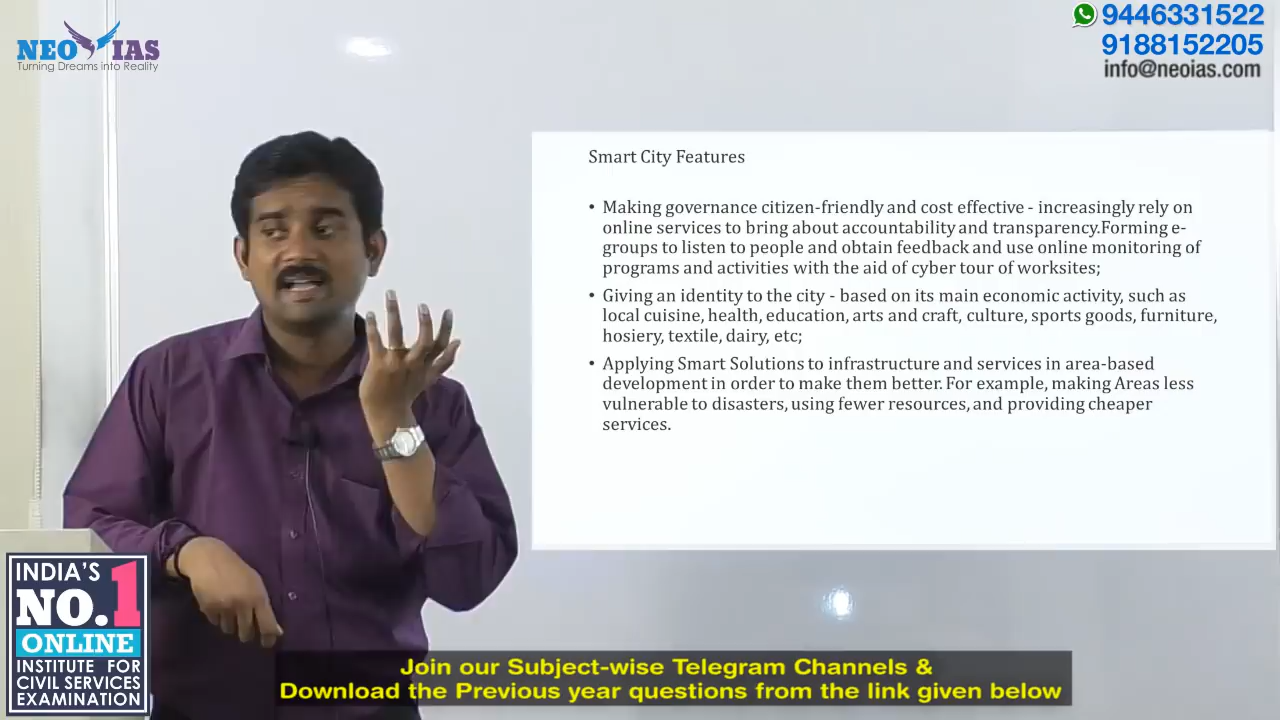 NEO IAS
Turning Dreams into Reality
9446331522
9188152205
info@neoias.com
Smart City Features
• Making governance citizen-friendly and cost effective - increasingly rely on
online services to bring about accountability and transparency.Forming e-
groups to listen to people and obtain feedback and use online monitoring of
programs and activities with the aid of cyber tour of worksites;
• Giving an identity to the city - based on its main economic activity, such as
local cuisine, health, education, arts and craft, culture, sports goods, furniture,
hosiery, textile, dairy, etc;
• Applying Smart Solutions to infrastructure and services in area-based
development in order to make them better. For example, making Areas less
vulnerable to disasters, using fewer resources, and providing cheaper
services.
INDIA'S
NO.1
ONLINE
INSTITUTE FOR
CIVIL SERVICES
EXAMINATION
Join our Subject-wise Telegram Channels &
Download the Previous year questions from the link given below